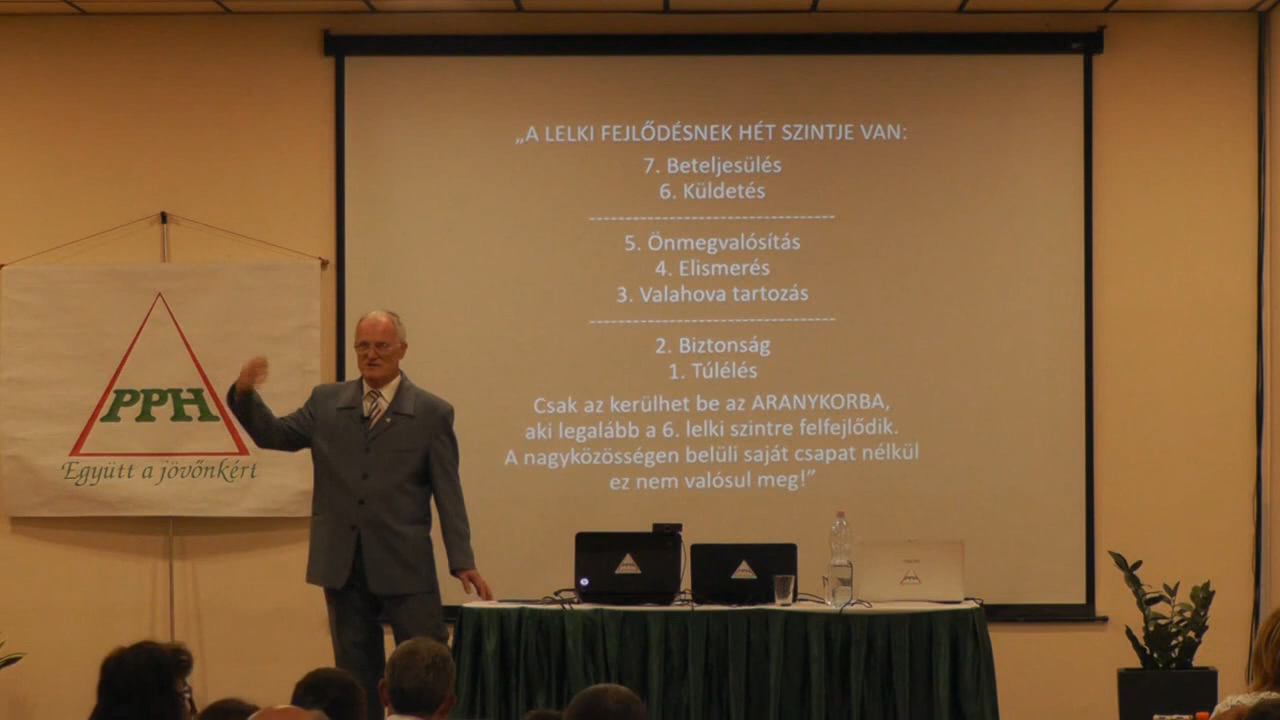 „A LELKI FEJLŐDÉSNEK HÉT SZINTJE VAN:
7. Beteljesülés
6. Küldetés
-----------------------------------
5. Önmegvalósítás
4. Elismerés
3. Valahova tartozás
-----------------------------------
2. Biztonság
1. Túlélés
Csak az kerülhet be az ARANYKORBA,
aki legalább a 6. lelki szintre felfejlődik.
A nagyközösségen belüli saját csapat nélkül
ez nem valósul meg!”
PPH
Együtt a jövőnkért
PPH
PPH